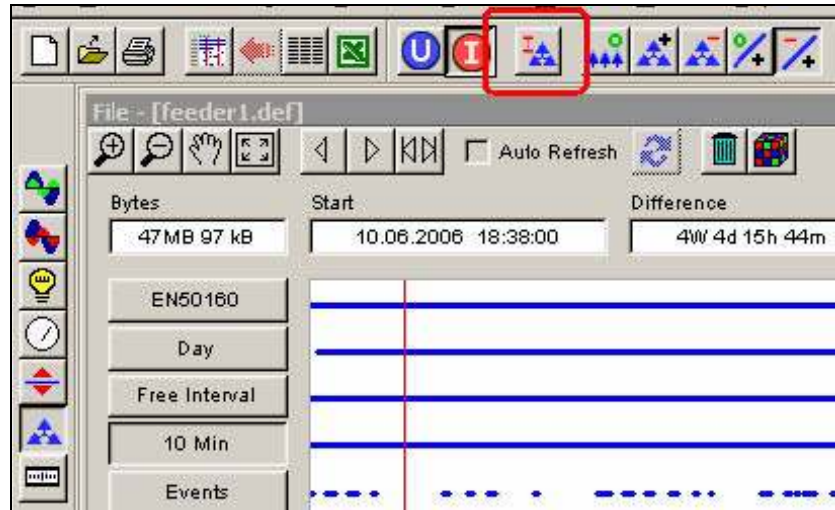 U I I
File - [feeder1.def]
Auto Refresh
Bytes Start Difference
47MB 97 kB 10.06.2006 18:38:00 4W 4d 15h 44m
EN50160
Day
Free Interval
10 Min
Events